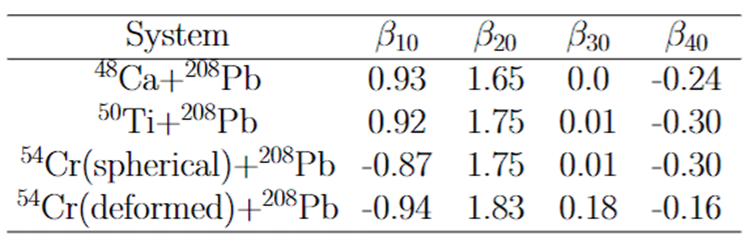 System β₁₀ β₂₀ β₃₀ β₄₀
⁴⁸Ca+²⁰⁸Pb 0.93 1.65 0.0 -0.24
⁵⁰Ti+²⁰⁸Pb 0.92 1.75 0.01 -0.30
⁵⁴Cr(spherical)+²⁰⁸Pb -0.87 1.75 0.01 -0.30
⁵⁴Cr(deformed)+²⁰⁸Pb -0.94 1.83 0.18 -0.16